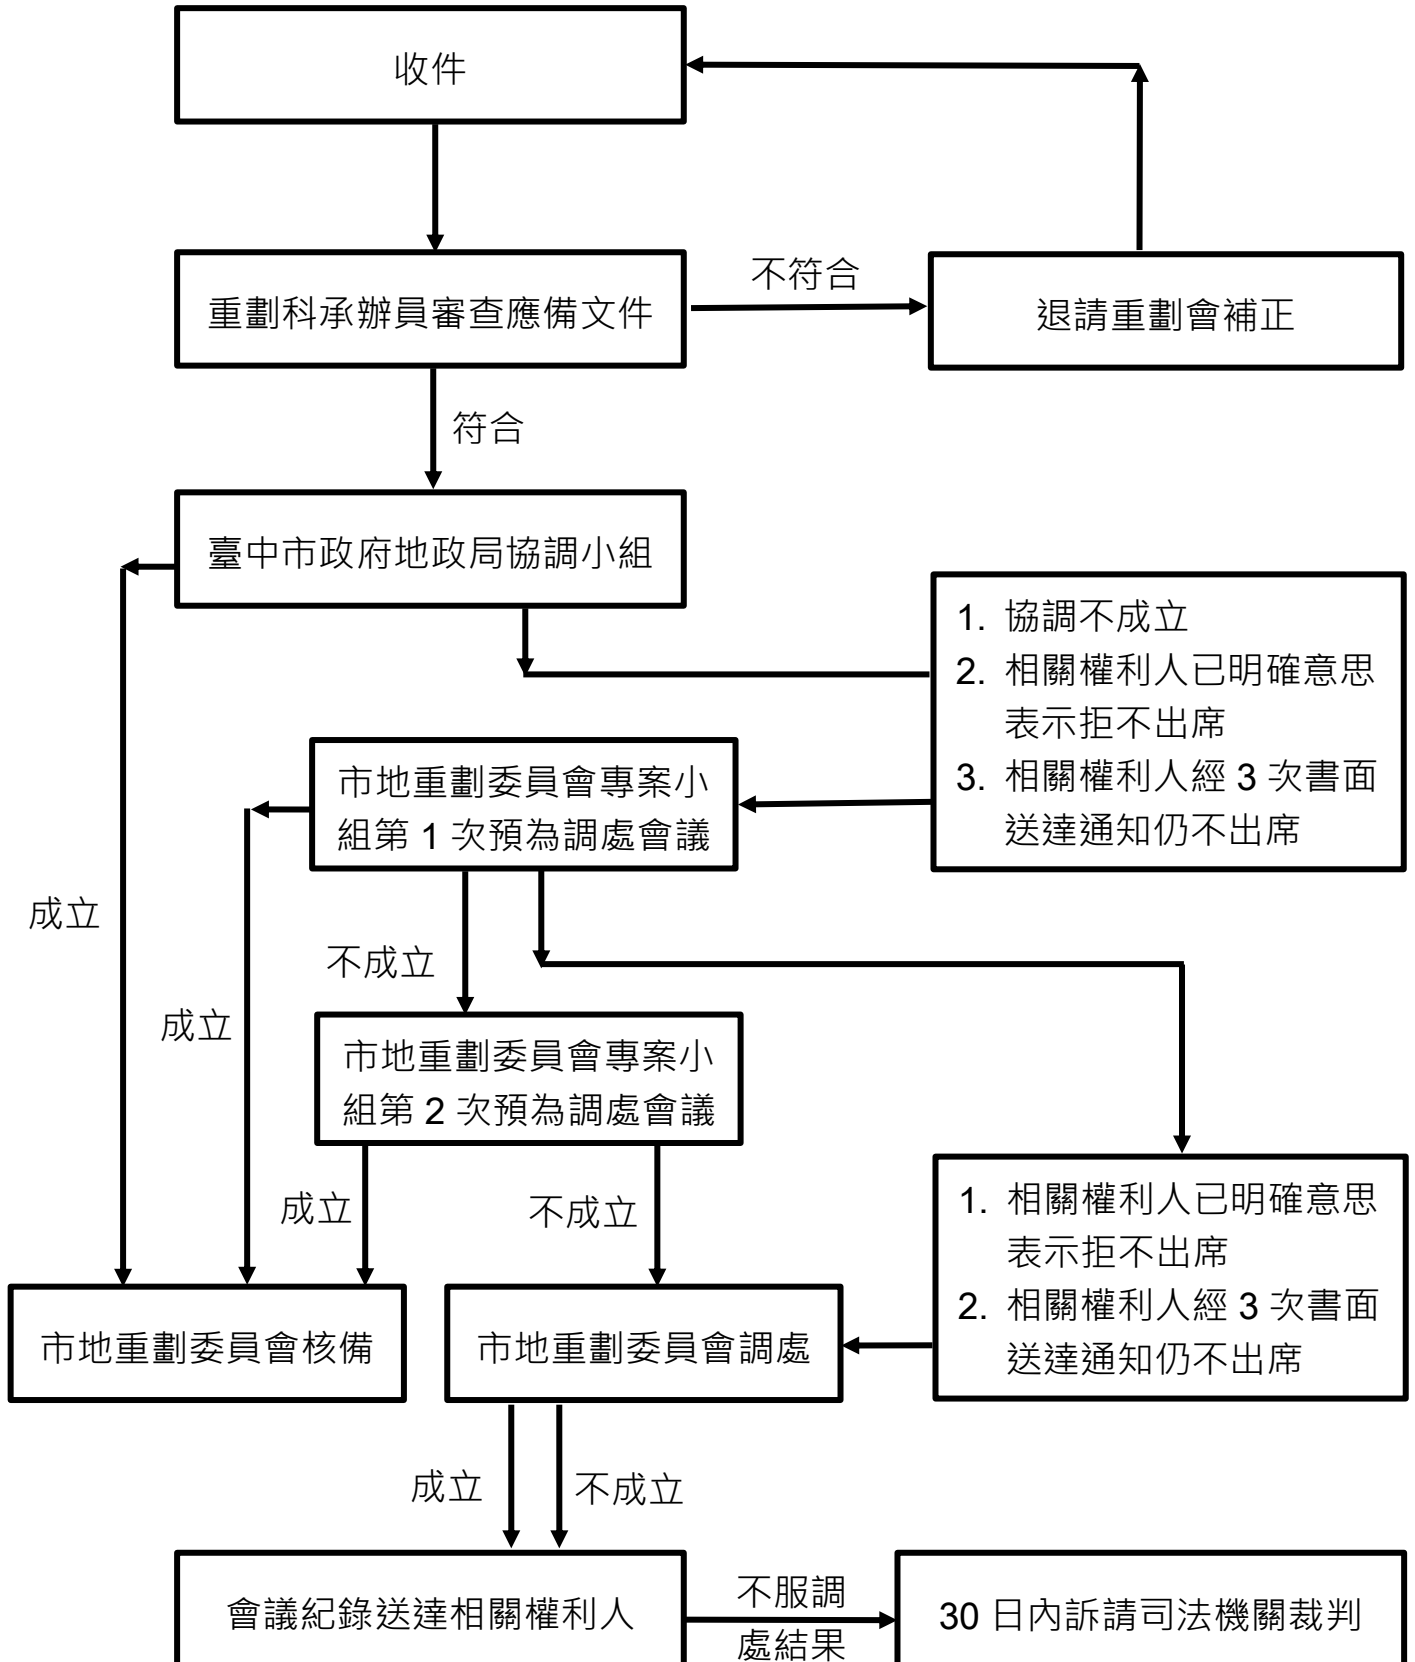 收件
重劃科承辦員審查應備文件
不符合
退請重劃會補正
符合
臺中市政府地政局協調小組
1. 協調不成立
2. 相關權利人已明確意思
表示拒不出席
3. 相關權利人經 3 次書面
送達通知仍不出席
市地重劃委員會專案小
組第 1 次預為調處會議
成立
不成立
成立
市地重劃委員會專案小
組第 2 次預為調處會議
成立
不成立
1. 相關權利人已明確意思
表示拒不出席
2. 相關權利人經 3 次書面
送達通知仍不出席
市地重劃委員會核備
市地重劃委員會調處
成立
不成立
會議紀錄送達相關權利人
不服調
處結果
30 日內訴請司法機關裁判